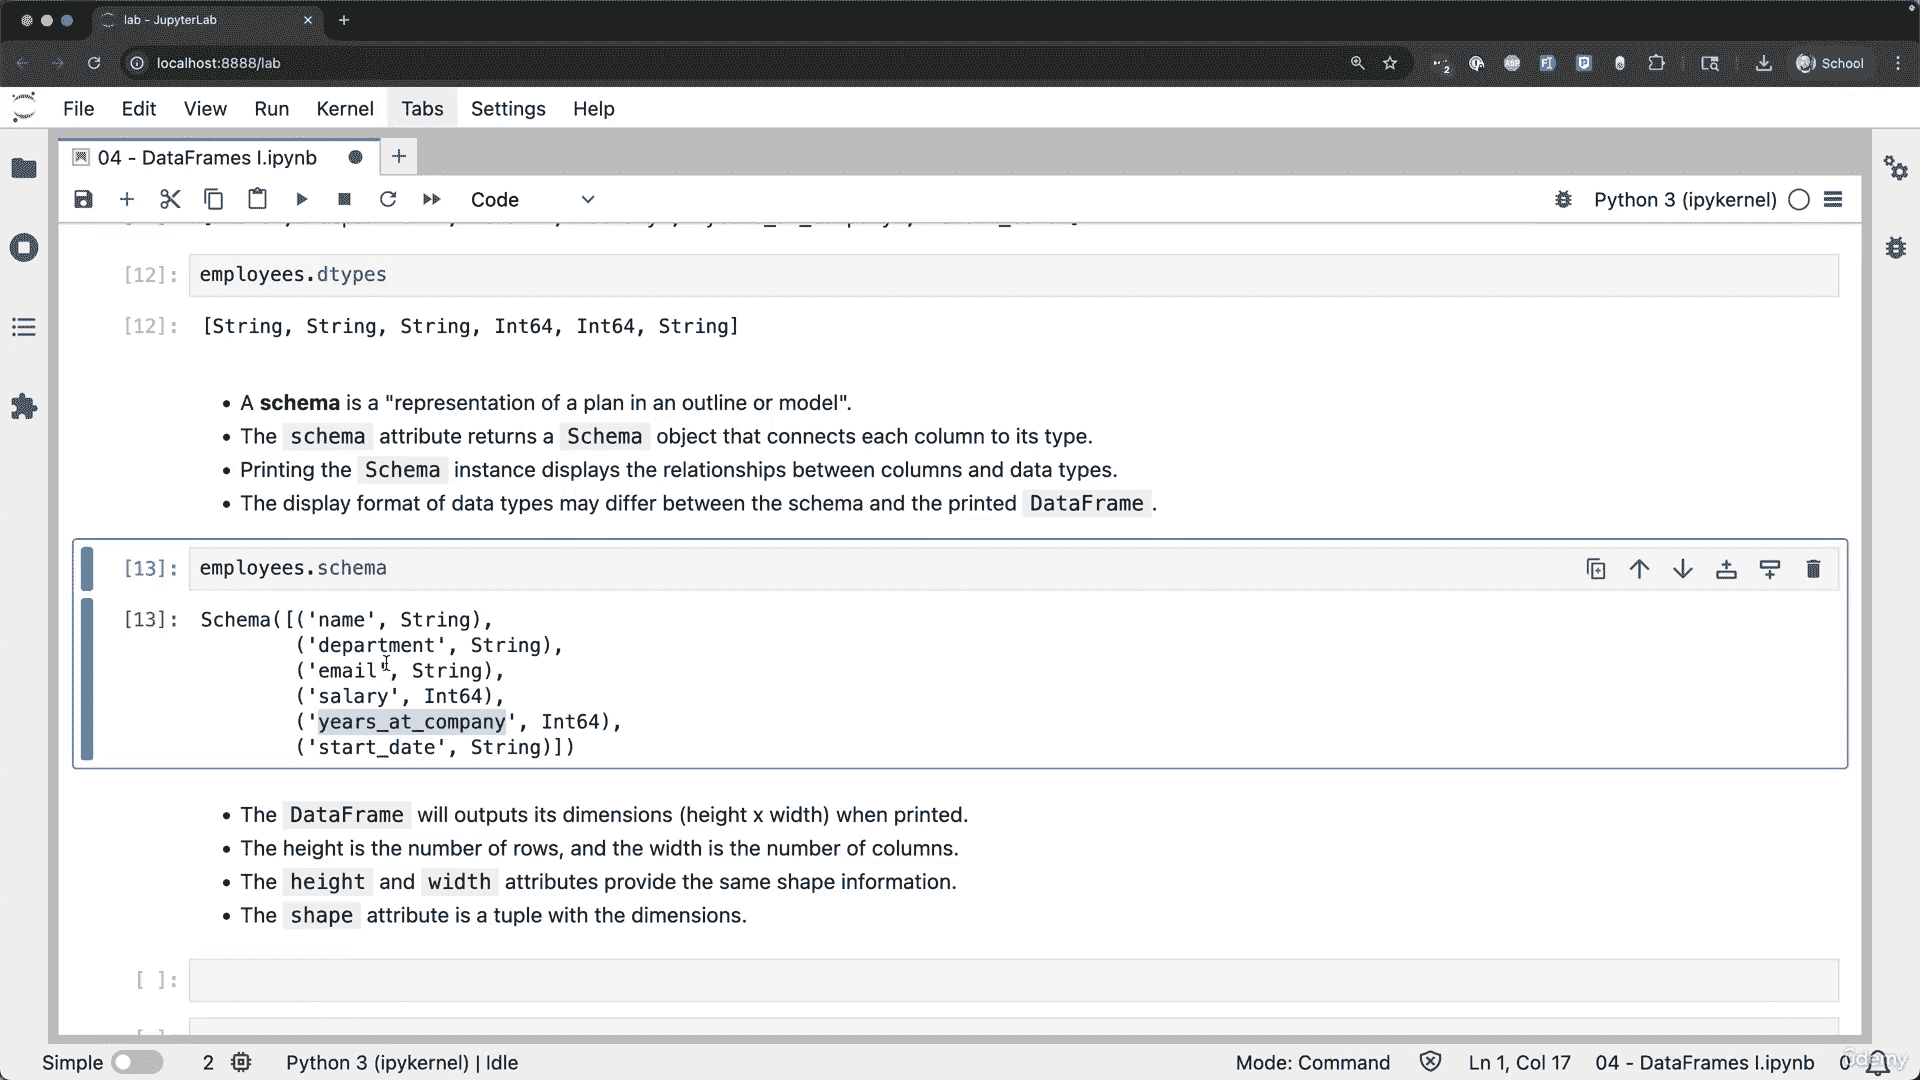 lab - JupyterLab
localhost:8888/lab
2
ABP
School
File Edit View Run Kernel Tabs Settings Help
04 - DataFrames I.ipynb
Code
Python 3 (ipykernel)
[12]: employees.dtypes
[12]: [String, String, String, Int64, Int64, String]
• A schema is a "representation of a plan in an outline or model".
• The schema attribute returns a Schema object that connects each column to its type.
• Printing the Schema instance displays the relationships between columns and data types.
• The display format of data types may differ between the schema and the printed DataFrame .
[13]: employees.schema
[13]: Schema([('name', String),
('department', String),
('email', String),
('salary', Int64),
('years_at_company', Int64),
('start_date', String)])
• The DataFrame will outputs its dimensions (height x width) when printed.
• The height is the number of rows, and the width is the number of columns.
• The height and width attributes provide the same shape information.
• The shape attribute is a tuple with the dimensions.
[ ]:
Simple 2 Python 3 (ipykernel) | Idle Mode: Command Ln 1, Col 17 04 - DataFrames I.ipynb 0